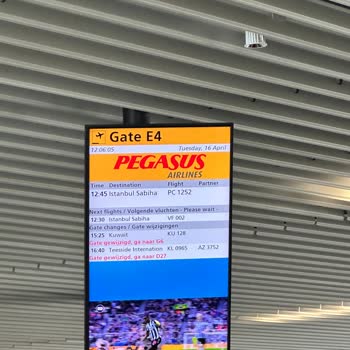 Gate E4
12:06:05 Tuesday, 16 April
PEGASUS
AIRLINES
Time Destination Flight Partner
12:45 Istanbul Sabiha PC 1252
Next flights / Volgende vluchten - Please wait -
12:30 Istanbul Sabiha VF 002
Gate changes / Gate wijzigingen
15:25 Kuwait KU 128
Gate gewijzigd, ga naar G6
16:40 Teesside Internation KL 0965 AZ 3752
Gate gewijzigd, ga naar D27